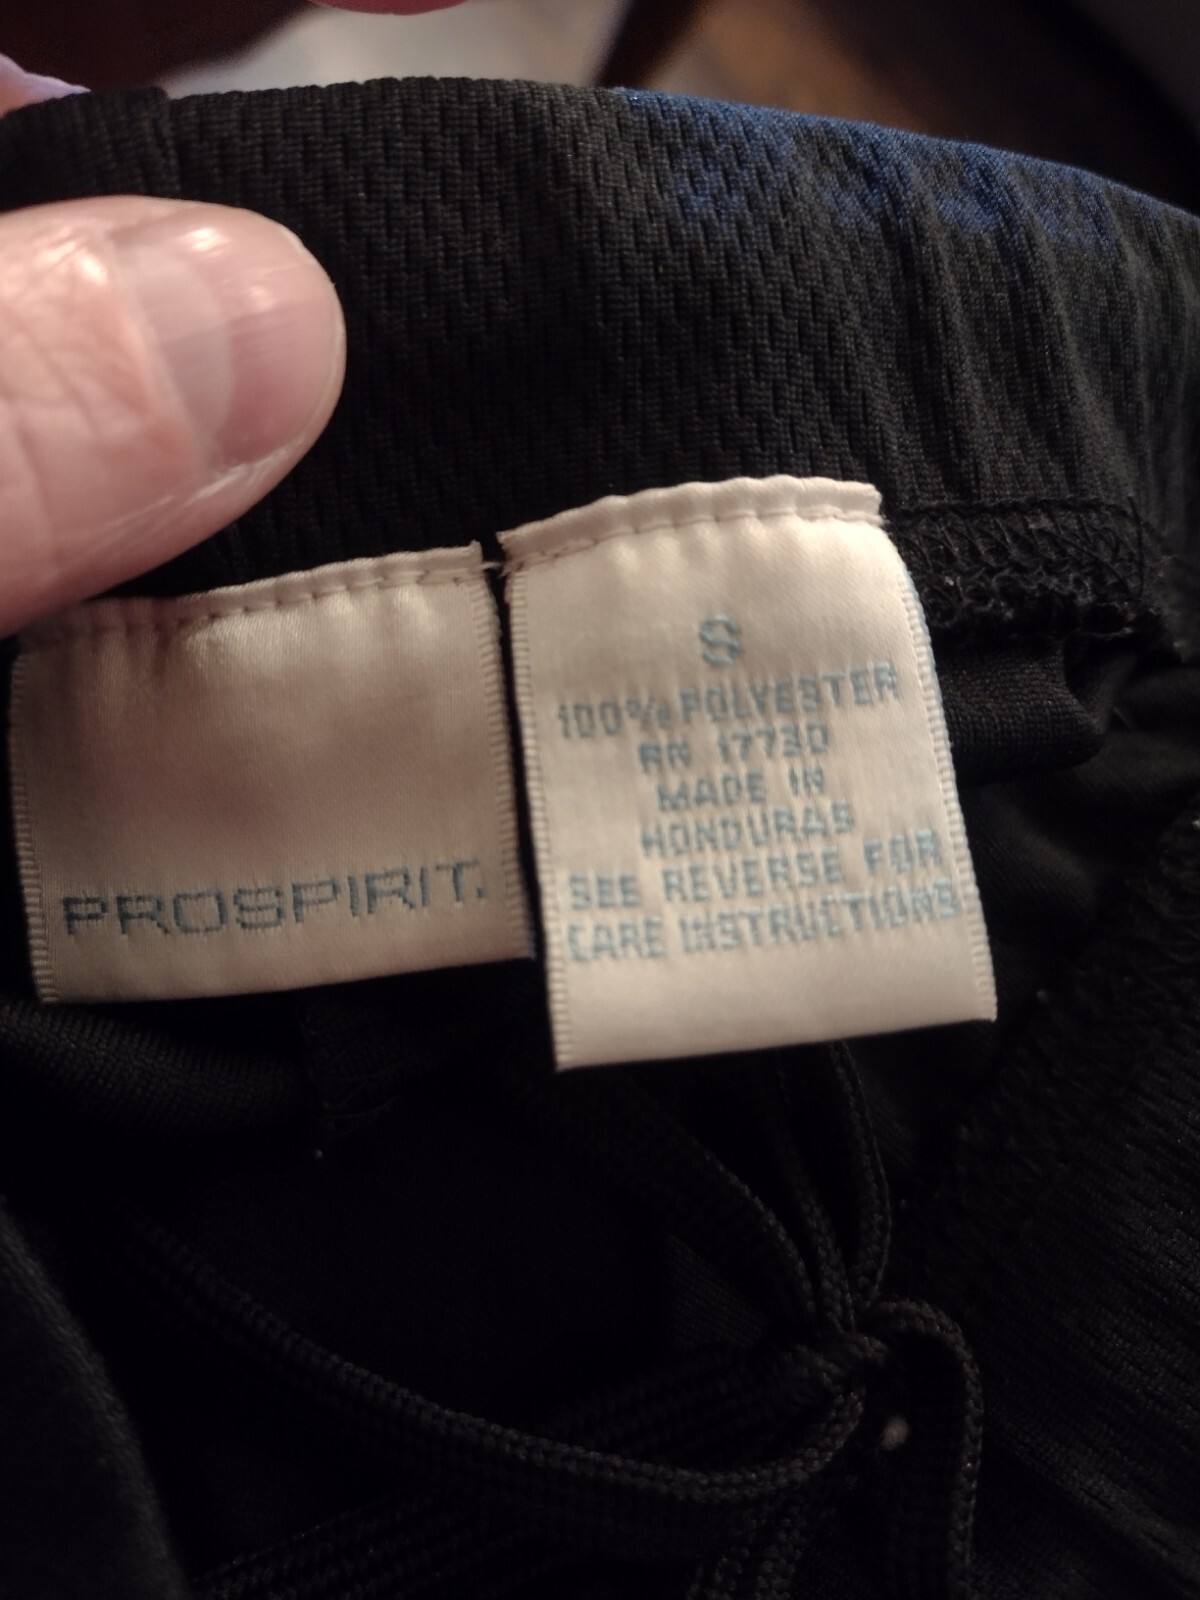 PROSPIRIT.
S
100% POLYESTER
RN 17730
MADE IN
HONDURAS
SEE REVERSE FOR
CARE INSTRUCTIONS